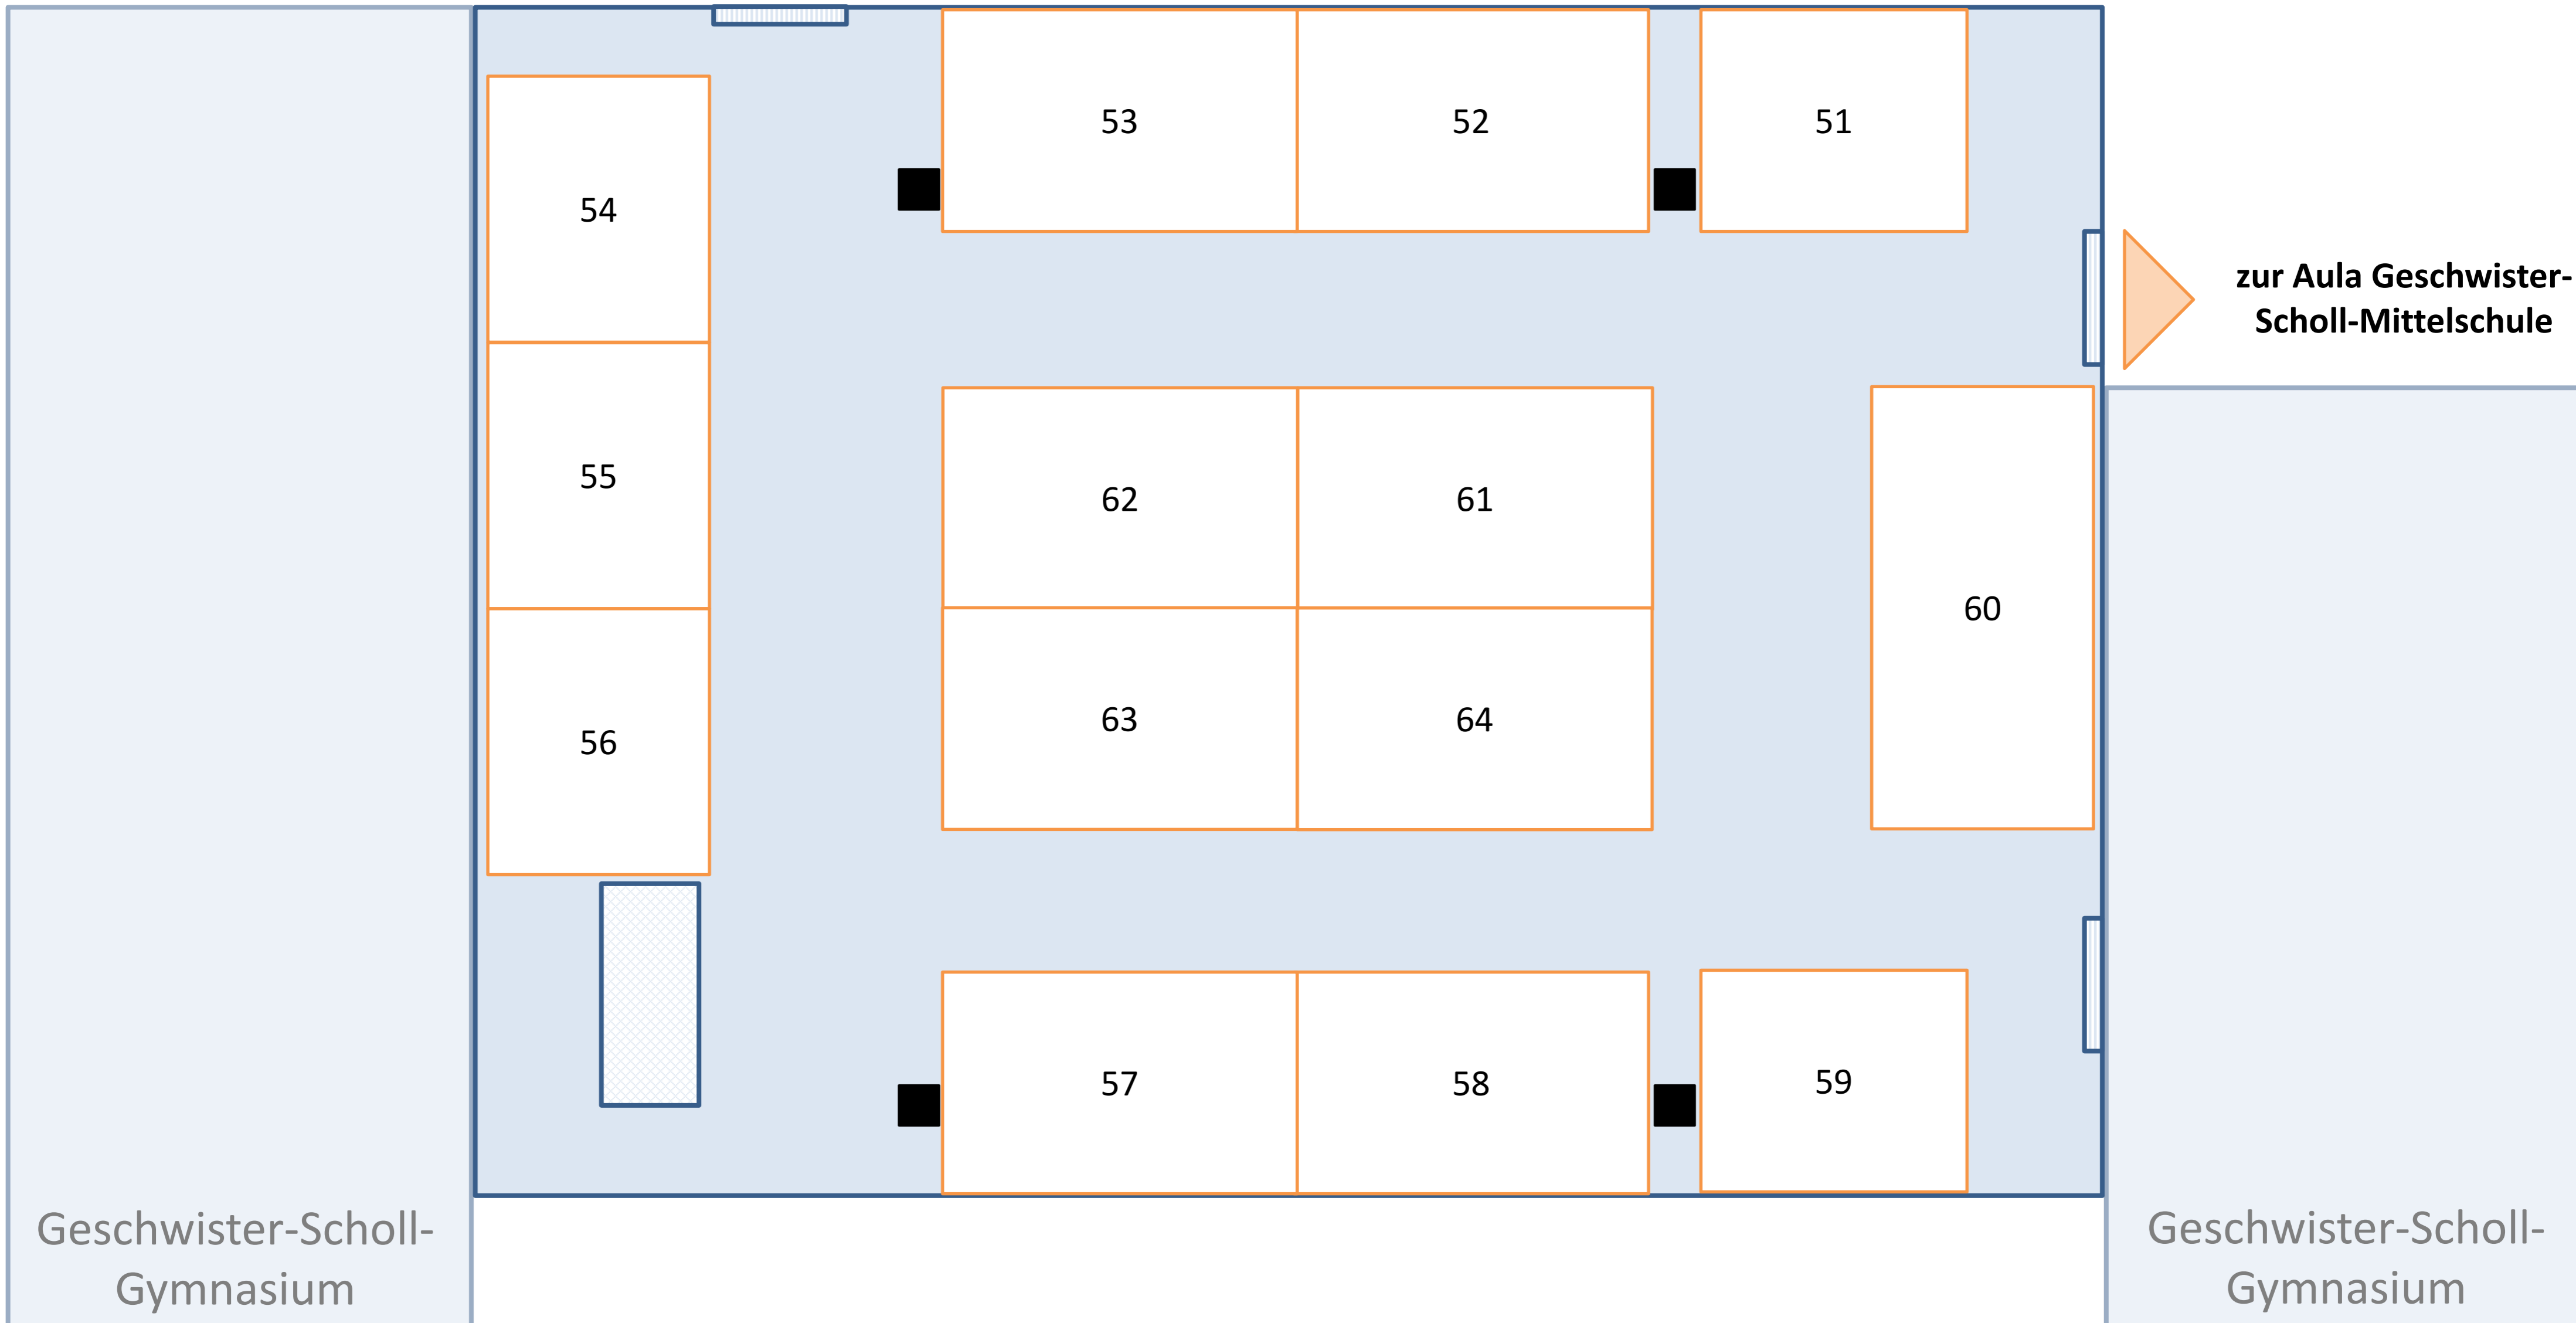 53
52
51
54
zur Aula Geschwister-
Scholl-Mittelschule
55
62
61
60
56
63
64
57
58
59
Geschwister-Scholl-
Gymnasium
Geschwister-Scholl-
Gymnasium